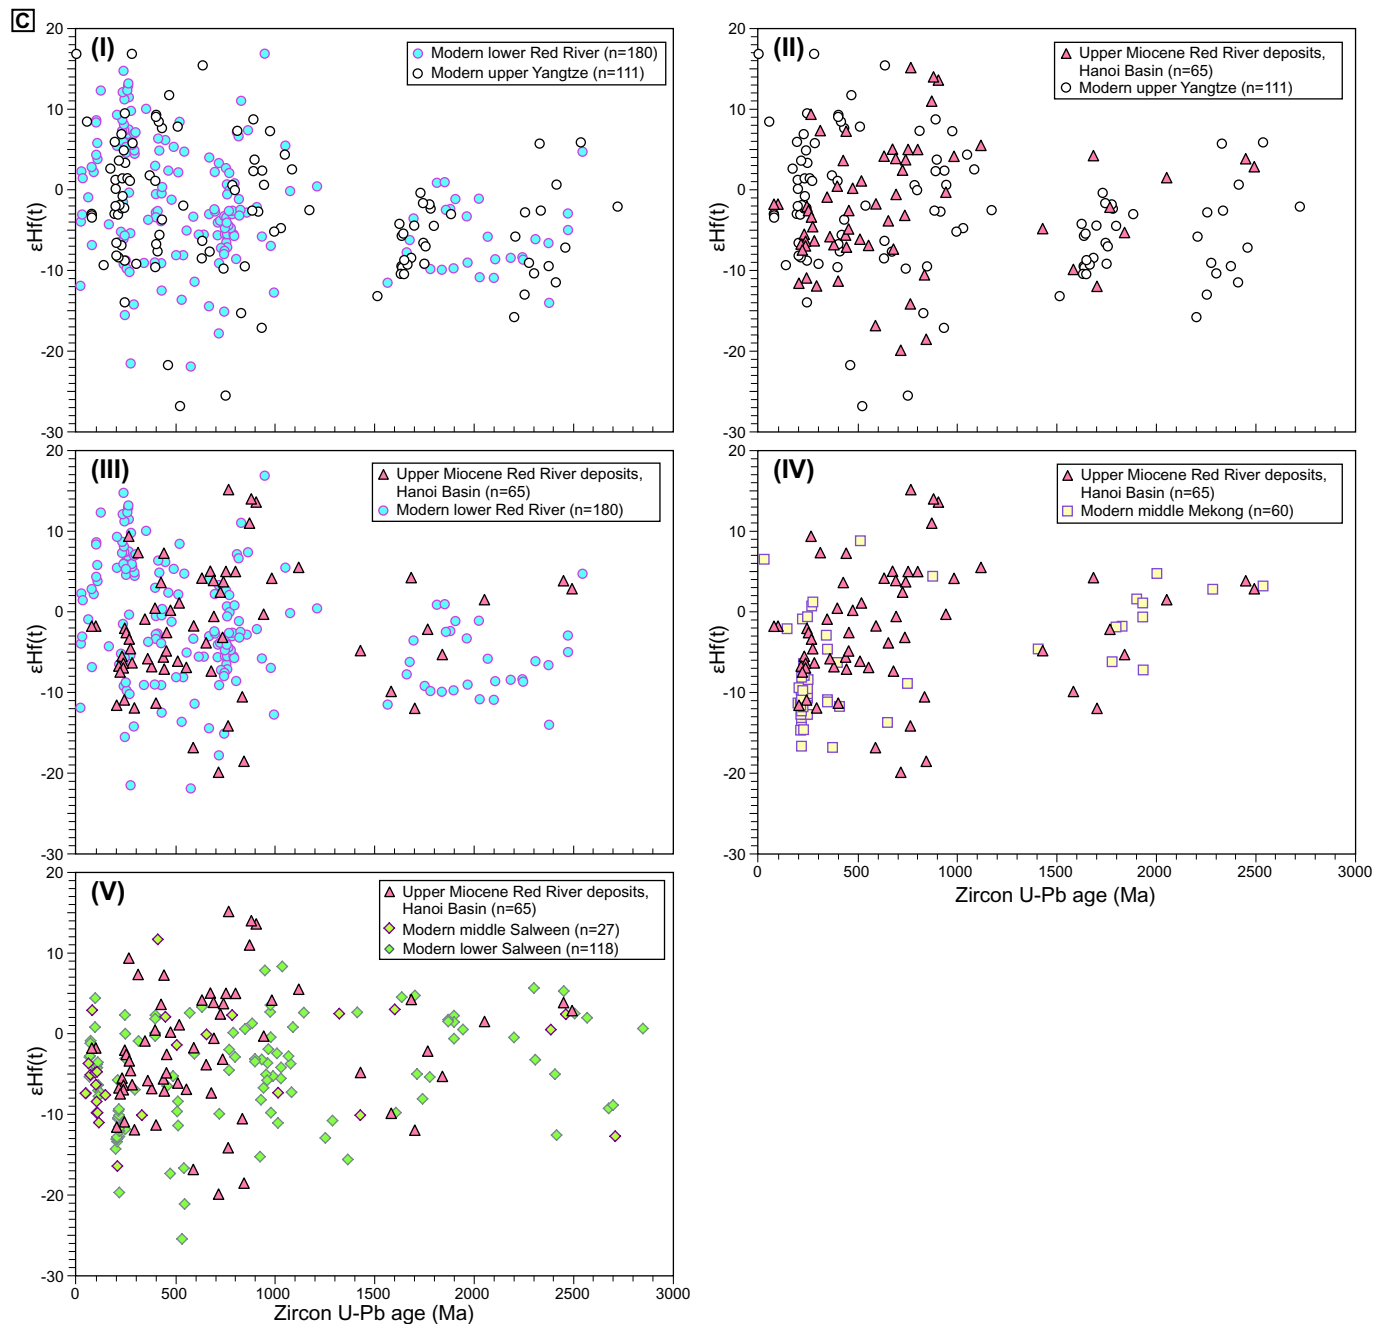 C
(I)
Modern lower Red River (n=180)
Modern upper Yangtze (n=111)
20
10
0
-10
-20
-30
εHf(t)
(II)
Upper Miocene Red River deposits,
Hanoi Basin (n=65)
Modern upper Yangtze (n=111)
20
10
0
-10
-20
-30
εHf(t)
(III)
Upper Miocene Red River deposits,
Hanoi Basin (n=65)
Modern lower Red River (n=180)
20
10
0
-10
-20
-30
εHf(t)
(IV)
Upper Miocene Red River deposits,
Hanoi Basin (n=65)
Modern middle Mekong (n=60)
20
10
0
-10
-20
-30
εHf(t)
0 500 1000 1500 2000 2500 3000
Zircon U-Pb age (Ma)
(V)
Upper Miocene Red River deposits,
Hanoi Basin (n=65)
Modern middle Salween (n=27)
Modern lower Salween (n=118)
20
10
0
-10
-20
-30
εHf(t)
0 500 1000 1500 2000 2500 3000
Zircon U-Pb age (Ma)